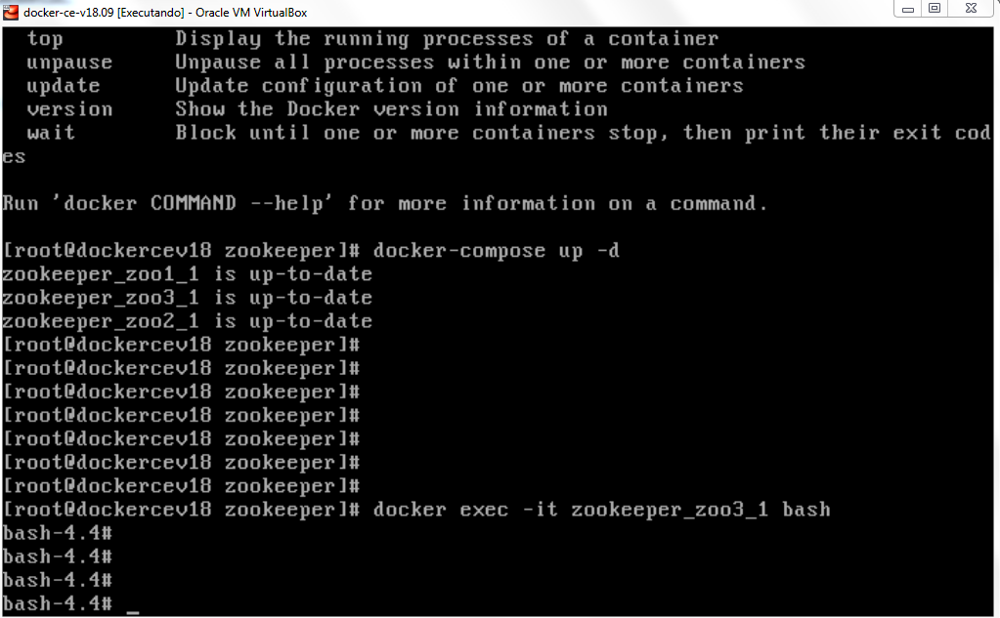 docker-ce-v18.09 [Executando] - Oracle VM VirtualBox
top Display the running processes of a container
unpause Unpause all processes within one or more containers
update Update configuration of one or more containers
version Show the Docker version information
wait Block until one or more containers stop, then print their exit cod
es
Run 'docker COMMAND --help' for more information on a command.
[root@dockercev18 zookeeper]# docker-compose up -d
zookeeper_zoo1_1 is up-to-date
zookeeper_zoo3_1 is up-to-date
zookeeper_zoo2_1 is up-to-date
[root@dockercev18 zookeeper]#
[root@dockercev18 zookeeper]#
[root@dockercev18 zookeeper]#
[root@dockercev18 zookeeper]#
[root@dockercev18 zookeeper]#
[root@dockercev18 zookeeper]#
[root@dockercev18 zookeeper]#
[root@dockercev18 zookeeper]# docker exec -it zookeeper_zoo3_1 bash
bash-4.4#
bash-4.4#
bash-4.4#
bash-4.4# _